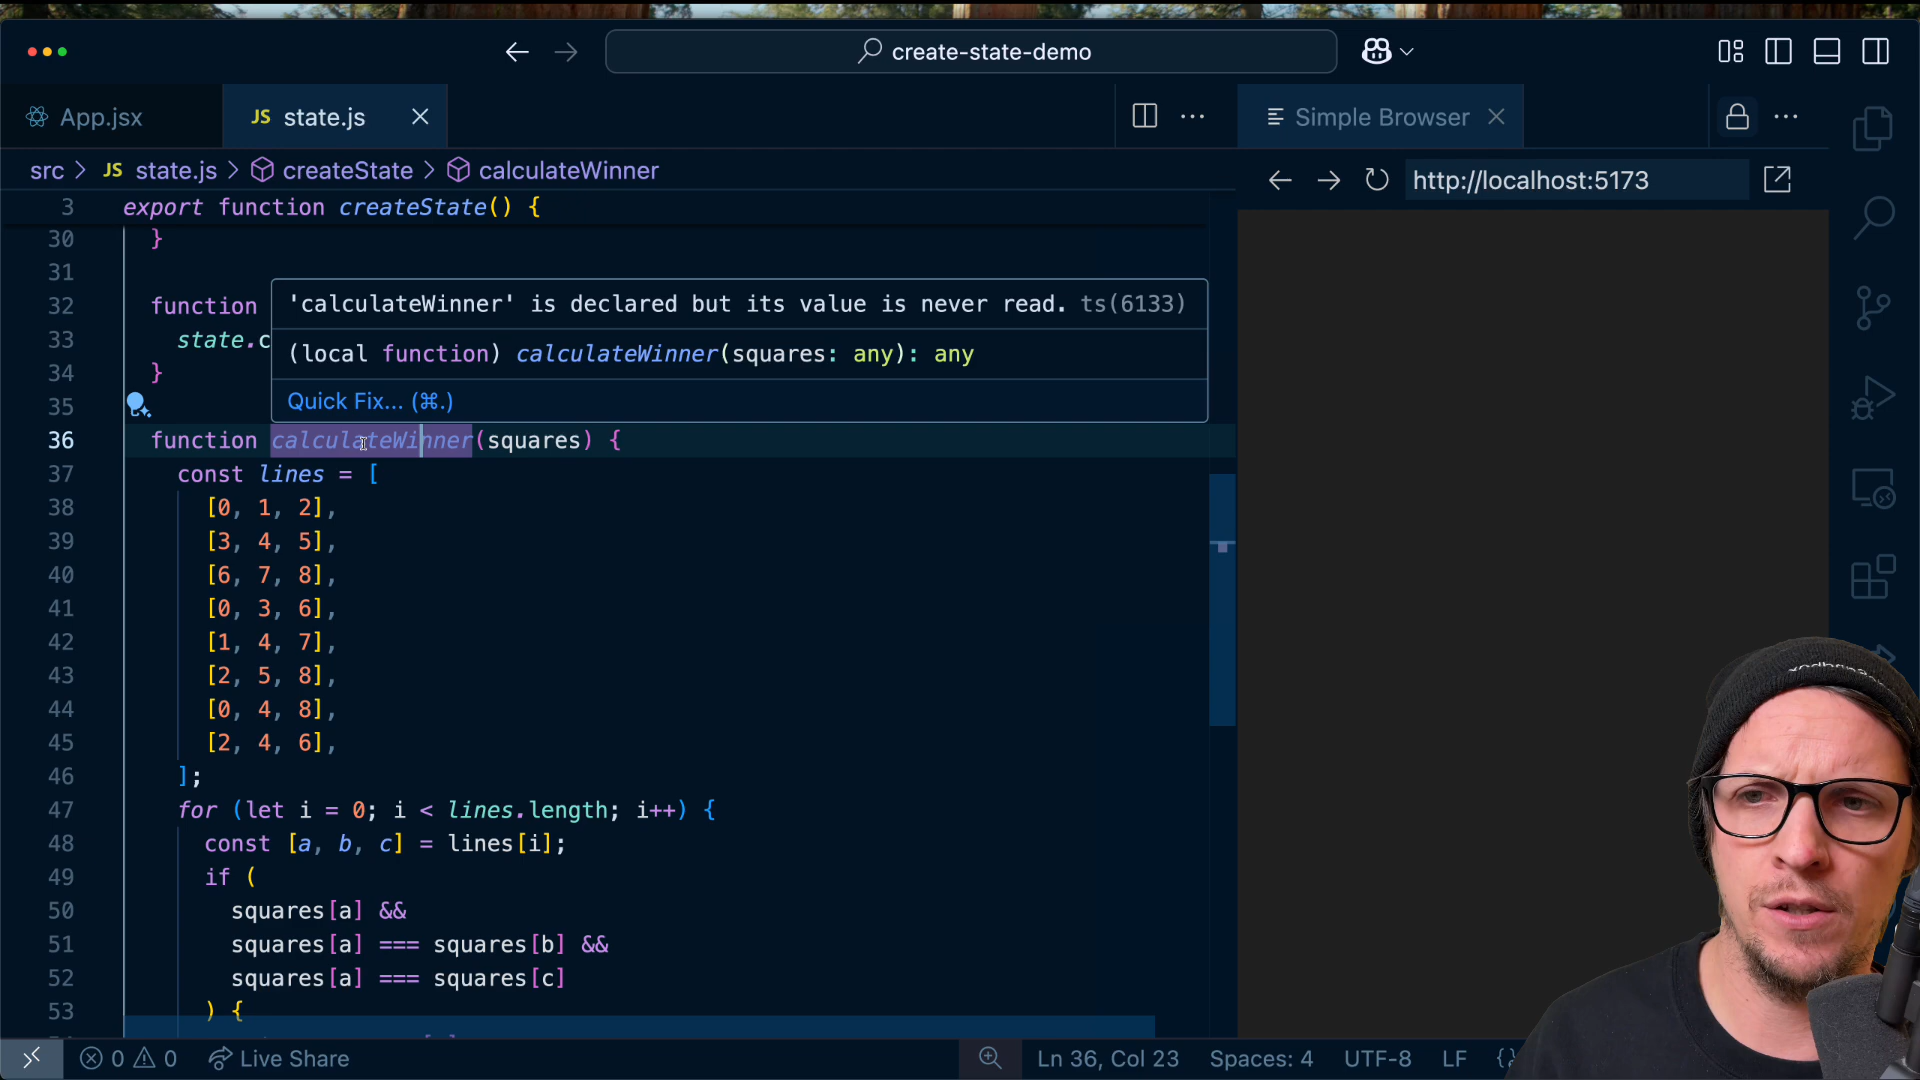 create-state-demo
App.jsx
JS state.js
Simple Browser
src > JS state.js > createState > calculateWinner
http://localhost:5173
3 export function createState() {
30 }
31
32 function
'calculateWinner' is declared but its value is never read. ts(6133)
33 state.c
(local function) calculateWinner(squares: any): any
34 }
35
Quick Fix... (⌘.)
36 function calculateWinner(squares) {
37 const lines = [
38 [0, 1, 2],
39 [3, 4, 5],
40 [6, 7, 8],
41 [0, 3, 6],
42 [1, 4, 7],
43 [2, 5, 8],
44 [0, 4, 8],
45 [2, 4, 6],
46 ];
47 for (let i = 0; i < lines.length; i++) {
48 const [a, b, c] = lines[i];
49 if (
50 squares[a] &&
51 squares[a] === squares[b] &&
52 squares[a] === squares[c]
53 ) {
0 0 Live Share
Ln 36, Col 23 Spaces: 4 UTF-8 LF {}